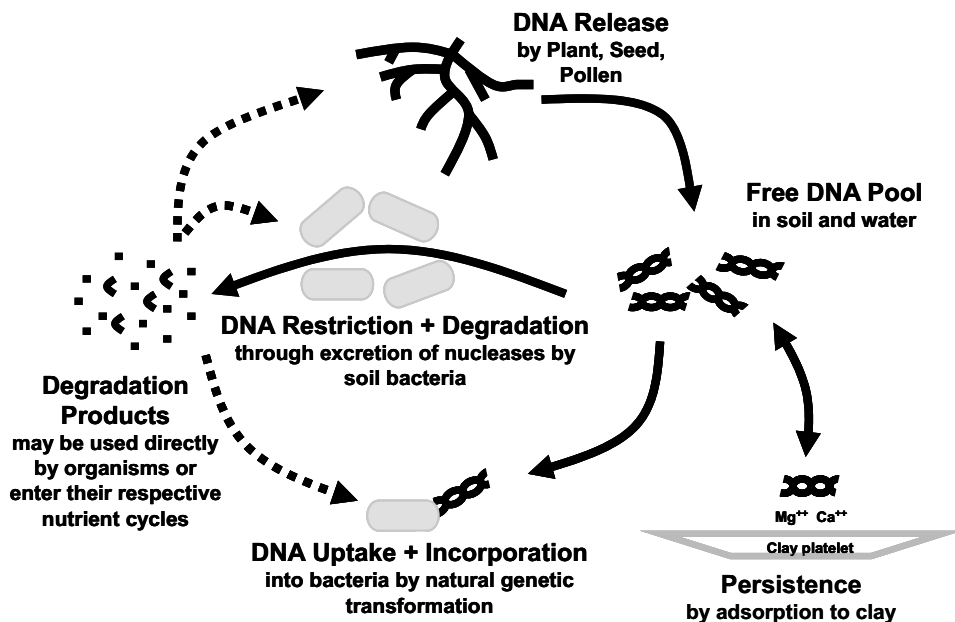 DNA Release
by Plant, Seed,
Pollen
Free DNA Pool
in soil and water
DNA Restriction + Degradation
through excretion of nucleases by
soil bacteria
Degradation
Products
may be used directly
by organisms or
enter their respective
nutrient cycles
DNA Uptake + Incorporation
into bacteria by natural genetic
transformation
Mg++ Ca++
Clay platelet
Persistence
by adsorption to clay